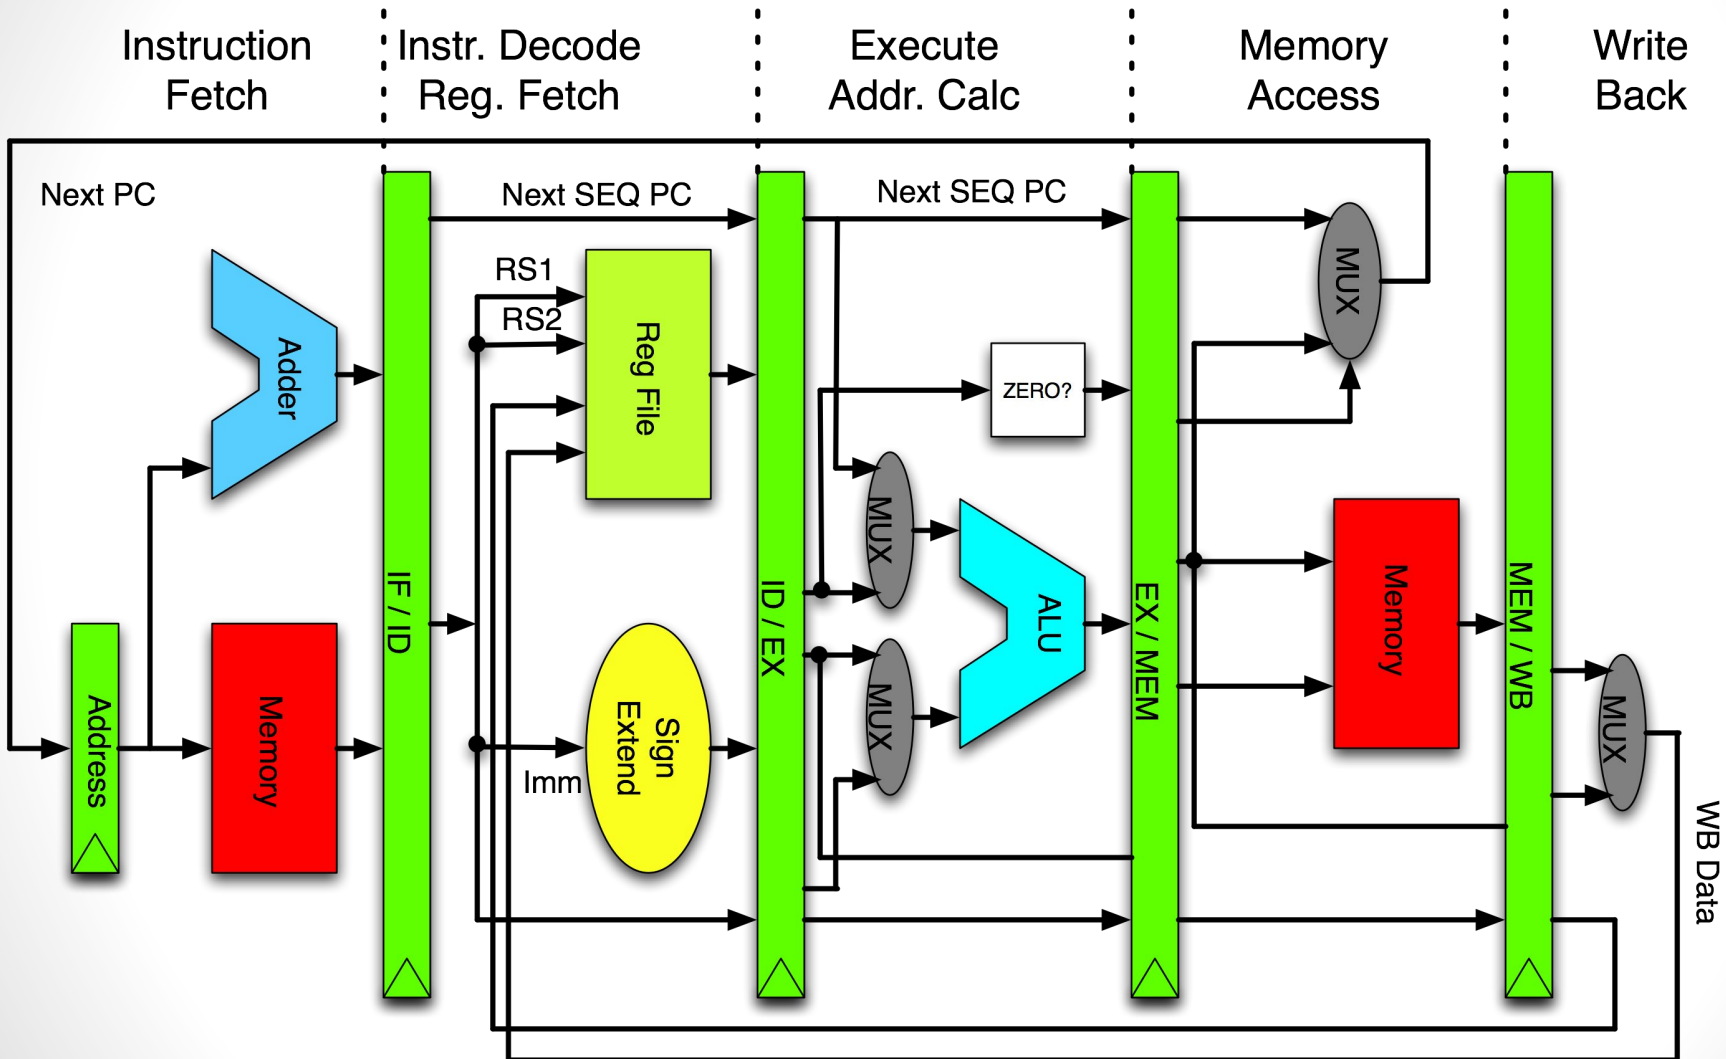 Instruction
Fetch
Instr. Decode
Reg. Fetch
Execute
Addr. Calc
Memory
Access
Write
Back
Next PC
Next SEQ PC
Next SEQ PC
RS1
RS2
Adder
Reg File
MUX
ZERO?
MUX
ALU
IF / ID
ID / EX
EX / MEM
MEM / WB
Memory
Address
Memory
Sign
Extend
Imm
MUX
MUX
WB Data